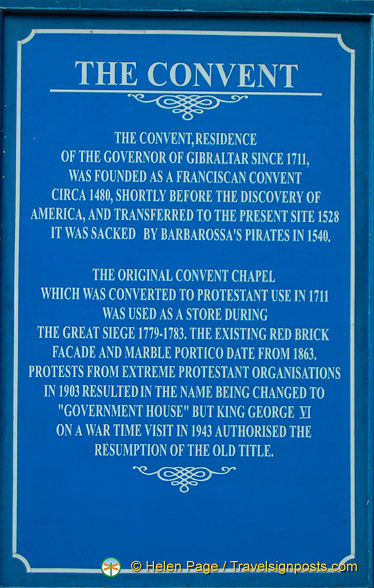 THE CONVENT
THE CONVENT, RESIDENCE
OF THE GOVERNOR OF GIBRALTAR SINCE 1711,
WAS FOUNDED AS A FRANCISCAN CONVENT
CIRCA 1480, SHORTLY BEFORE THE DISCOVERY OF
AMERICA, AND TRANSFERRED TO THE PRESENT SITE 1528
IT WAS SACKED BY BARBAROSSA'S PIRATES IN 1540.
THE ORIGINAL CONVENT CHAPEL
WHICH WAS CONVERTED TO PROTESTANT USE IN 1711
WAS USED AS A STORE DURING
THE GREAT SIEGE 1779-1783. THE EXISTING RED BRICK
FACADE AND MARBLE PORTICO DATE FROM 1863.
PROTESTS FROM EXTREME PROTESTANT ORGANISATIONS
IN 1903 RESULTED IN THE NAME BEING CHANGED TO
"GOVERNMENT HOUSE" BUT KING GEORGE VI
ON A WAR TIME VISIT IN 1943 AUTHORISED THE
RESUMPTION OF THE OLD TITLE.
© Helen Page / Travelsignposts.com